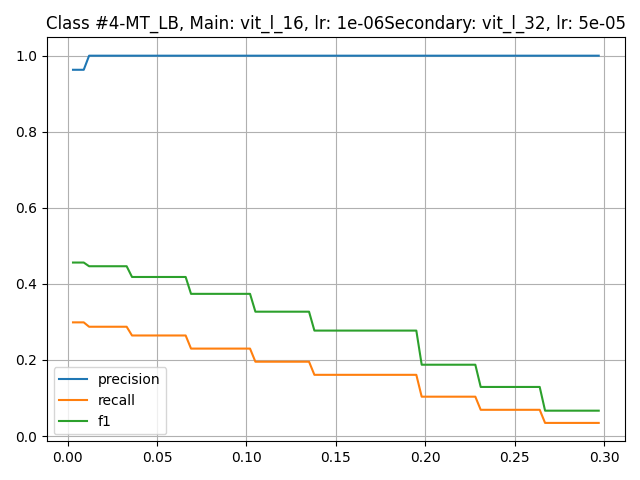 Class #4-MT_LB, Main: vit_l_16, lr: 1e-06Secondary: vit_l_32, lr: 5e-05
1.0
0.8
0.6
0.4
0.2
0.0
precision
recall
f1
0.00 0.05 0.10 0.15 0.20 0.25 0.30